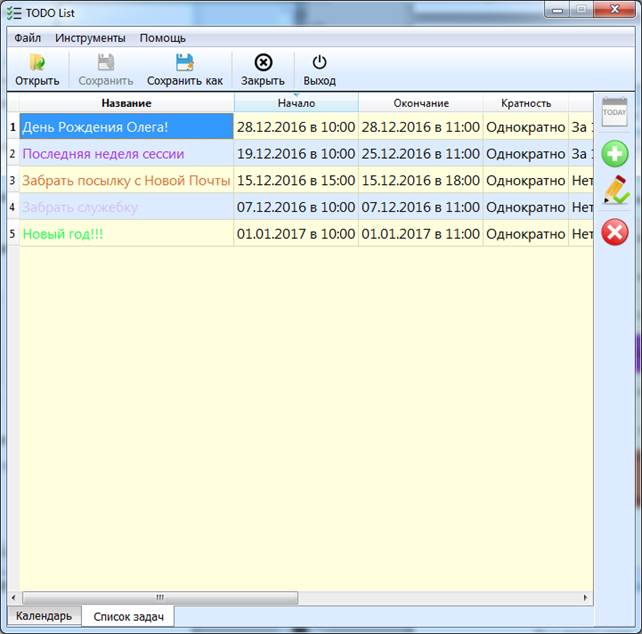 TODO List
Файл Инструменты Помощь
Открыть Сохранить Сохранить как Закрыть Выход
Название Начало Окончание Кратность
TODAY
1 День Рождения Олега! 28.12.2016 в 10:00 28.12.2016 в 11:00 Однократно За
2 Последняя неделя сессии 19.12.2016 в 10:00 25.12.2016 в 11:00 Однократно За
3 Забрать посылку с Новой Почты 15.12.2016 в 15:00 15.12.2016 в 18:00 Однократно Нет
4 Забрать служебку 07.12.2016 в 10:00 07.12.2016 в 11:00 Однократно Нет
5 Новый год!!! 01.01.2017 в 10:00 01.01.2017 в 11:00 Однократно Нет
Календарь Список задач